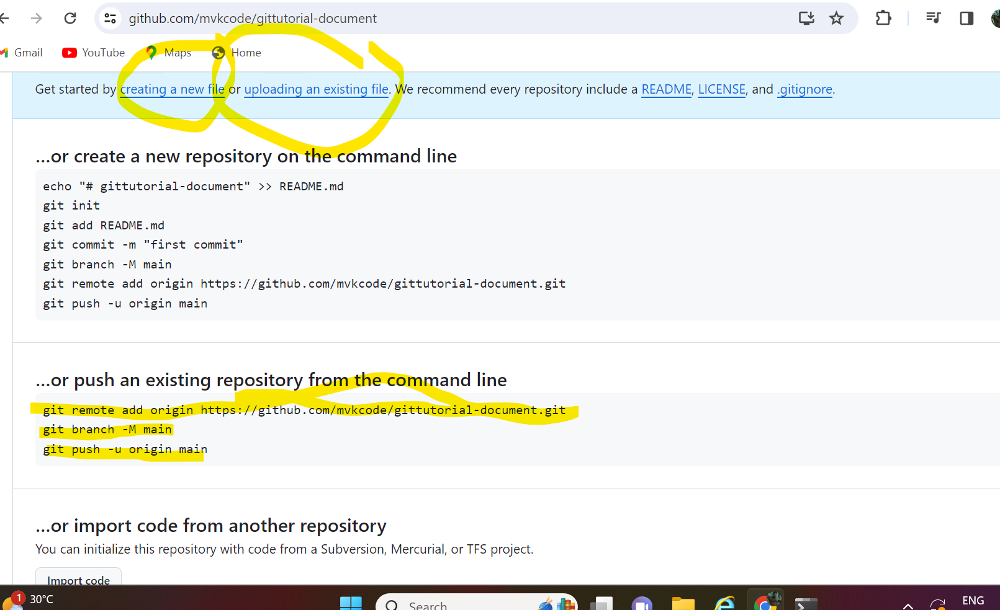 github.com/mvkcode/gittutorial-document
Gmail YouTube Maps Home
Get started by creating a new file or uploading an existing file. We recommend every repository include a README, LICENSE, and .gitignore.
...or create a new repository on the command line
echo "# gittutorial-document" >> README.md
git init
git add README.md
git commit -m "first commit"
git branch -M main
git remote add origin https://github.com/mvkcode/gittutorial-document.git
git push -u origin main
...or push an existing repository from the command line
git remote add origin https://github.com/mvkcode/gittutorial-document.git
git branch -M main
git push -u origin main
...or import code from another repository
You can initialize this repository with code from a Subversion, Mercurial, or TFS project.
Import code
1 30°C Search ENG